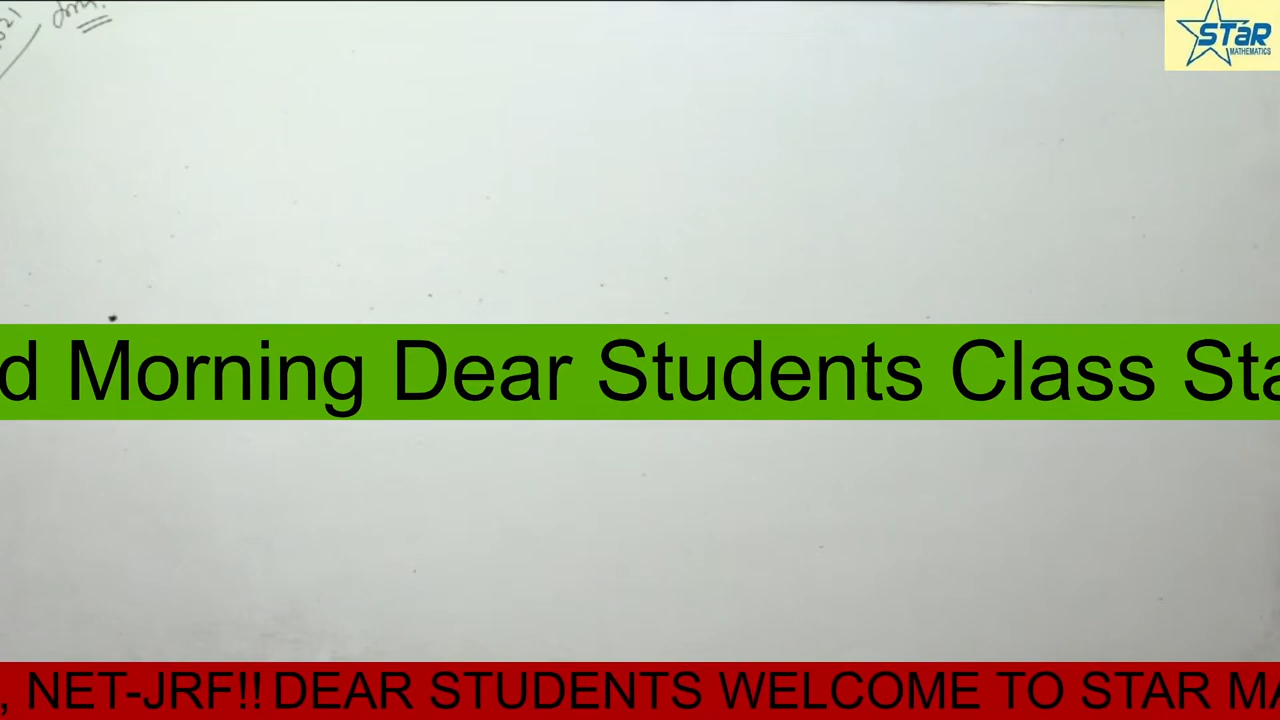 STaR
MATHEMATICS
d Morning Dear Students Class Sta
, NET-JRF!! DEAR STUDENTS WELCOME TO STAR MA